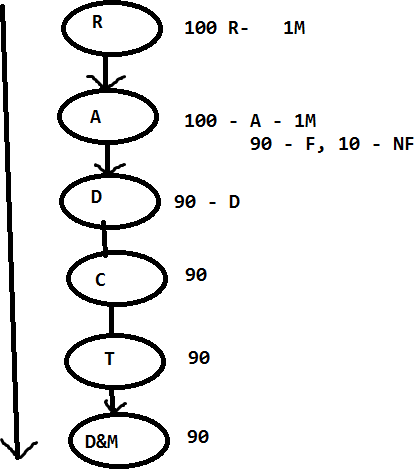 R
100 R- 1M
A
100 - A - 1M
90 - F, 10 - NF
D
90 - D
C
90
T
90
D&M
90